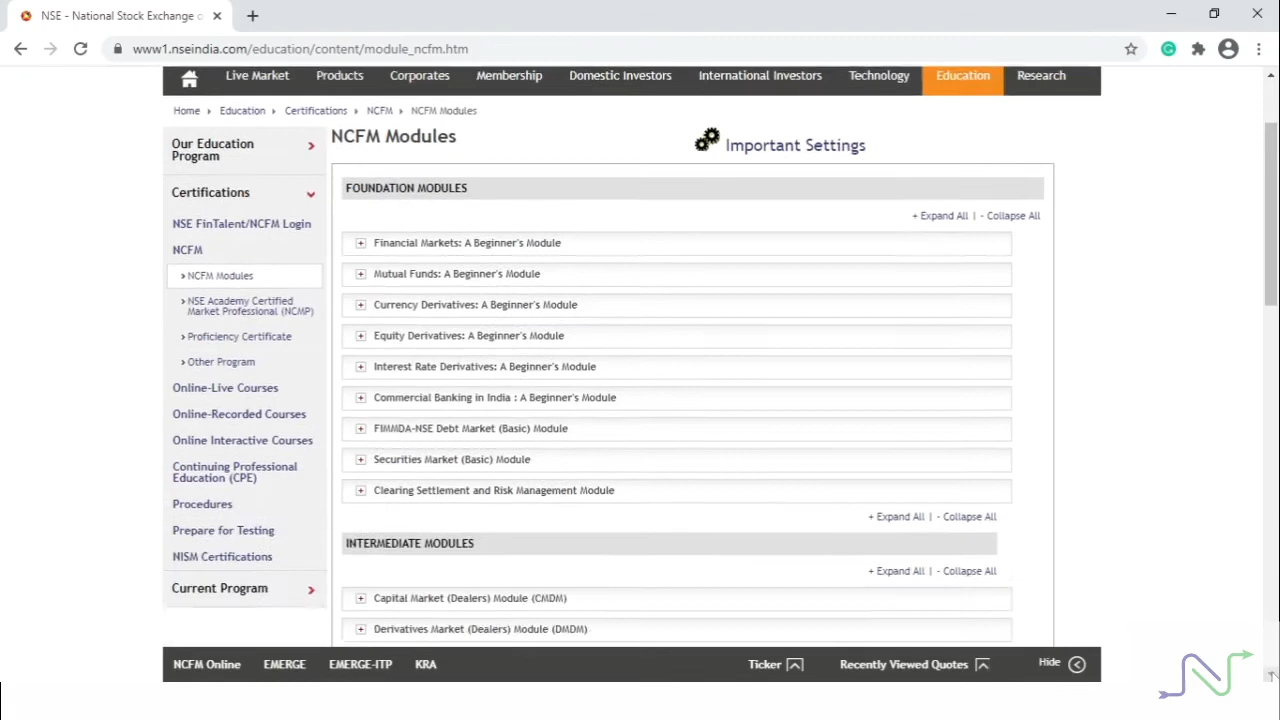 NSE - National Stock Exchange o
www1.nseindia.com/education/content/module_ncfm.htm
Live Market Products Corporates Membership Domestic Investors International Investors Technology Education Research
Home Education Certifications NCFM NCFM Modules
Our Education
Program
Certifications
NSE FinTalent/NCFM Login
NCFM
NCFM Modules
NSE Academy Certified
Market Professional (NCMP)
Proficiency Certificate
Other Program
Online-Live Courses
Online-Recorded Courses
Online Interactive Courses
Continuing Professional
Education (CPE)
Procedures
Prepare for Testing
NISM Certifications
Current Program
NCFM Modules
Important Settings
FOUNDATION MODULES
+ Expand All | - Collapse All
Financial Markets: A Beginner's Module
Mutual Funds: A Beginner's Module
Currency Derivatives: A Beginner's Module
Equity Derivatives: A Beginner's Module
Interest Rate Derivatives: A Beginner's Module
Commercial Banking in India : A Beginner's Module
FIMMDA-NSE Debt Market (Basic) Module
Securities Market (Basic) Module
Clearing Settlement and Risk Management Module
+ Expand All | - Collapse All
INTERMEDIATE MODULES
+ Expand All | - Collapse All
Capital Market (Dealers) Module (CMDM)
Derivatives Market (Dealers) Module (DMDM)
NCFM Online EMERGE EMERGE-ITP KRA Ticker Recently Viewed Quotes Hide